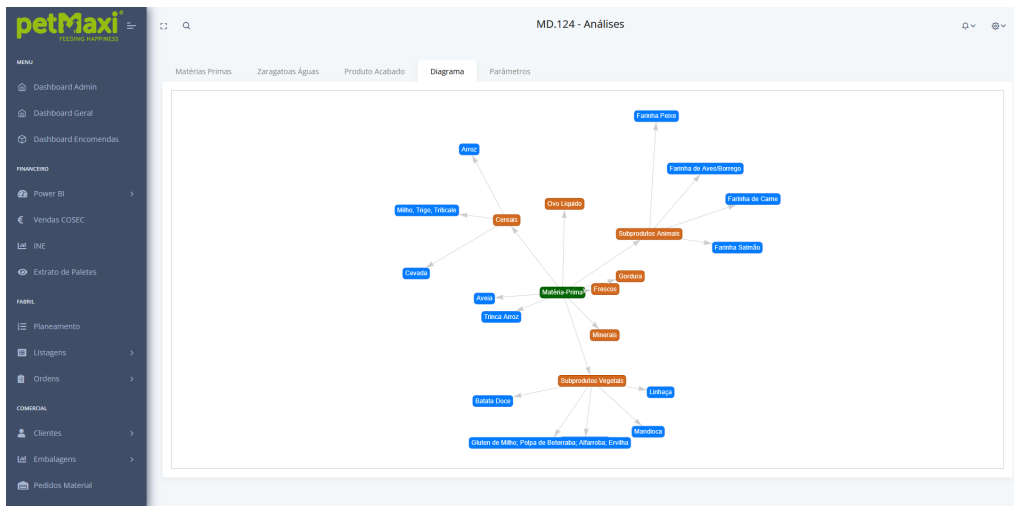 petMaxi
FEEDING HAPPINESS
MD.124 - Análises
MENU
Dashboard Admin
Dashboard Geral
Dashboard Encomendas
FINANCEIRO
Power BI
Vendas COSEC
INE
Extrato de Paletes
FABRIL
Planeamento
Listagens
Ordens
COMERCIAL
Clientes
Embalagens
Pedidos Material
Matérias Primas
Zaragatoas Águas
Produto Acabado
Diagrama
Parâmetros
Farinha Peixe
Arroz
Farinha de Aves/Borrego
Farinha de Carne
Ovo Liquido
Milho, Trigo, Triticale
Cereais
Subprodutos Animais
Farinha Salmão
Cevada
Gordura
Frescos
Matéria-Prima
Aveia
Trinca Arroz
Minerais
Subprodutos Vegetais
Linhaça
Batata Doce
Mandioca
Gluten de Milho; Polpa de Beterraba; Alfarroba; Ervilha